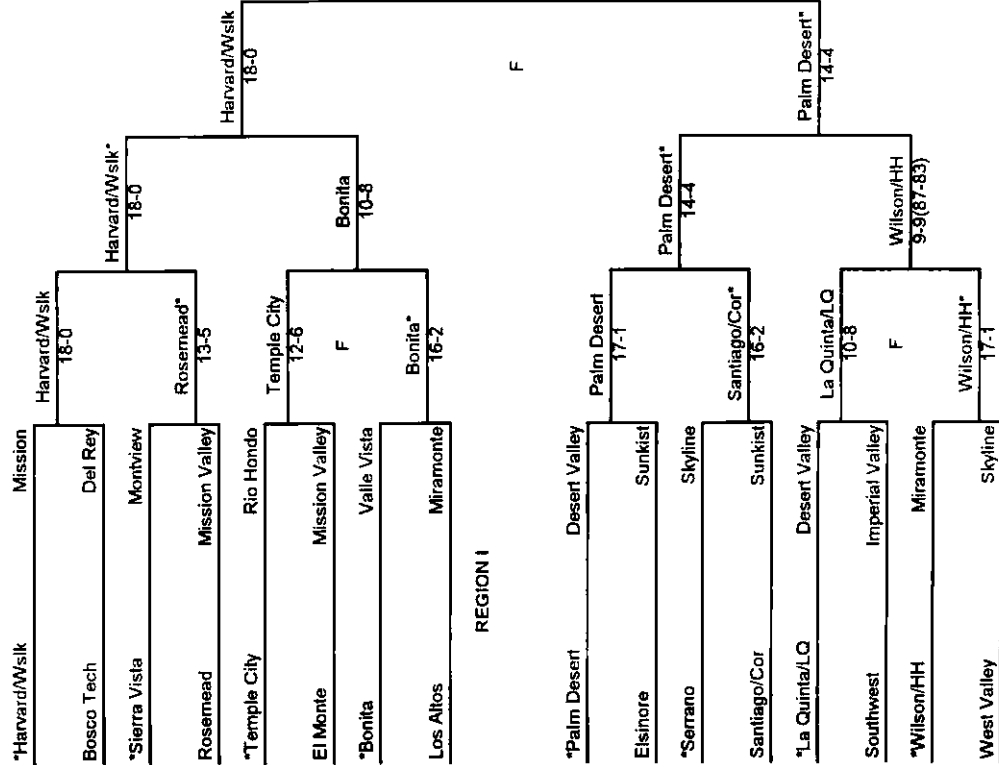 *Harvard/Wslk Mission
Bosco Tech Del Rey
*Sierra Vista Montview
Rosemead Mission Valley
*Temple City Rio Hondo
El Monte Mission Valley
*Bonita Valle Vista
Los Altos Miramonte
REGION I
*Palm Desert Desert Valley
Elsinore Sunkist
*Serrano Skyline
Santiago/Cor Sunkist
*La Quinta/LQ Desert Valley
Southwest Imperial Valley
*Wilson/HH Miramonte
West Valley Skyline
Harvard/Wslk
18-0
Rosemead*
13-5
Temple City
12-6
F
Bonita*
16-2
Palm Desert
17-1
Santiago/Cor*
16-2
La Quinta/LQ
10-8
F
Wilson/HH*
17-1
Harvard/Wslk*
18-0
Bonita
10-8
Palm Desert*
14-4
Wilson/HH
9-9(87-83)
Harvard/Wslk
18-0
F
Palm Desert*
14-4